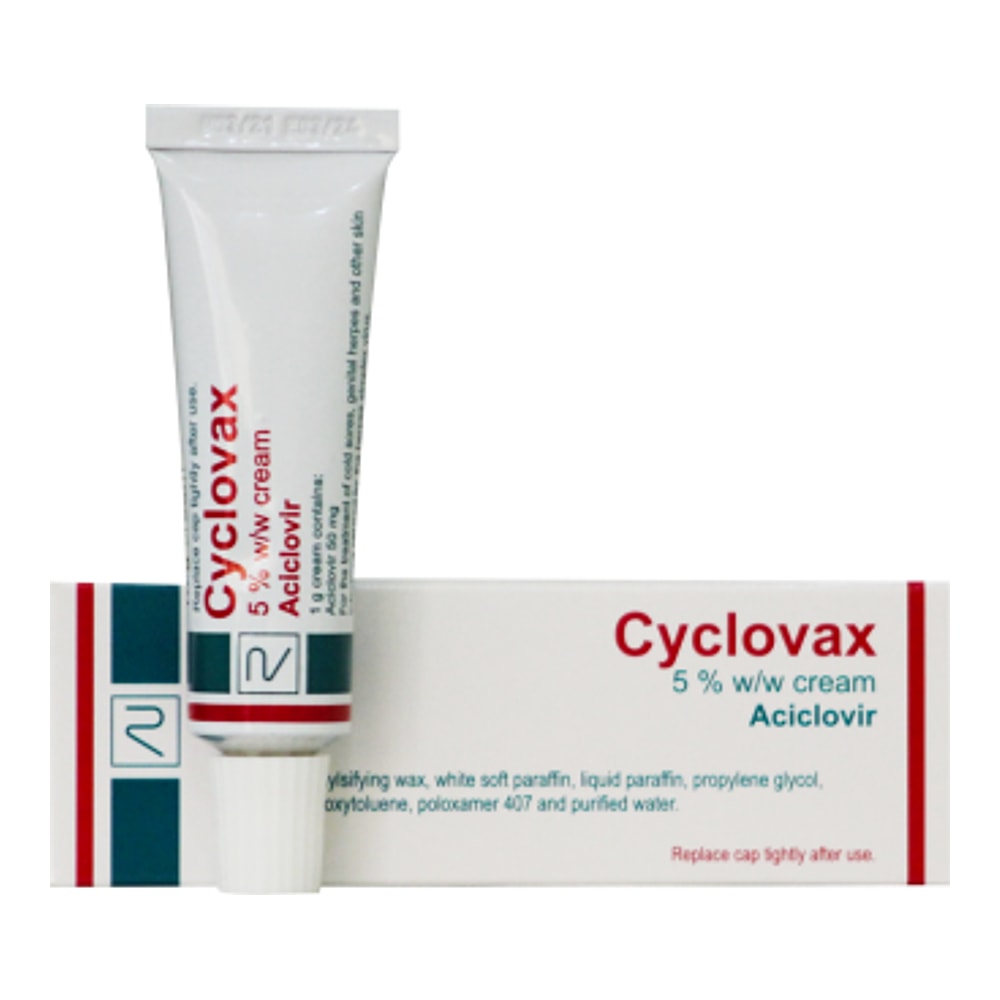 Replace cap tightly after use.
Cyclovax
5 % w/w cream
Aciclovir
1 g cream contains:
Aciclovir 50 mg
For the treatment of cold sores, genital herpes and other skin
Cyclovax
5 % w/w cream
Aciclovir
ylsifying wax, white soft paraffin, liquid paraffin, propylene glycol,
oxytoluene, poloxamer 407 and purified water.
Replace cap tightly after use.